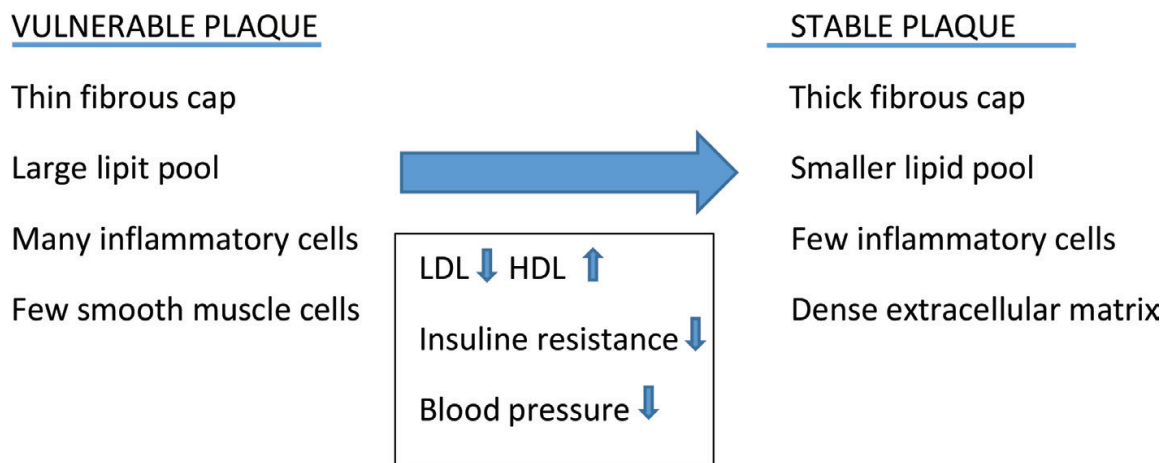 VULNERABLE PLAQUE
Thin fibrous cap
Large lipit pool
Many inflammatory cells
Few smooth muscle cells
LDL HDL
Insuline resistance
Blood pressure
STABLE PLAQUE
Thick fibrous cap
Smaller lipid pool
Few inflammatory cells
Dense extracellular matrix